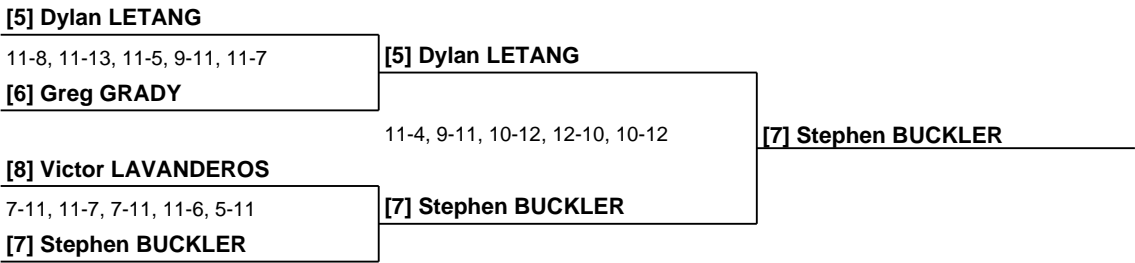 [5] Dylan LETANG
11-8, 11-13, 11-5, 9-11, 11-7
[5] Dylan LETANG
[6] Greg GRADY
11-4, 9-11, 10-12, 12-10, 10-12
[7] Stephen BUCKLER
[8] Victor LAVANDEROS
7-11, 11-7, 7-11, 11-6, 5-11
[7] Stephen BUCKLER
[7] Stephen BUCKLER